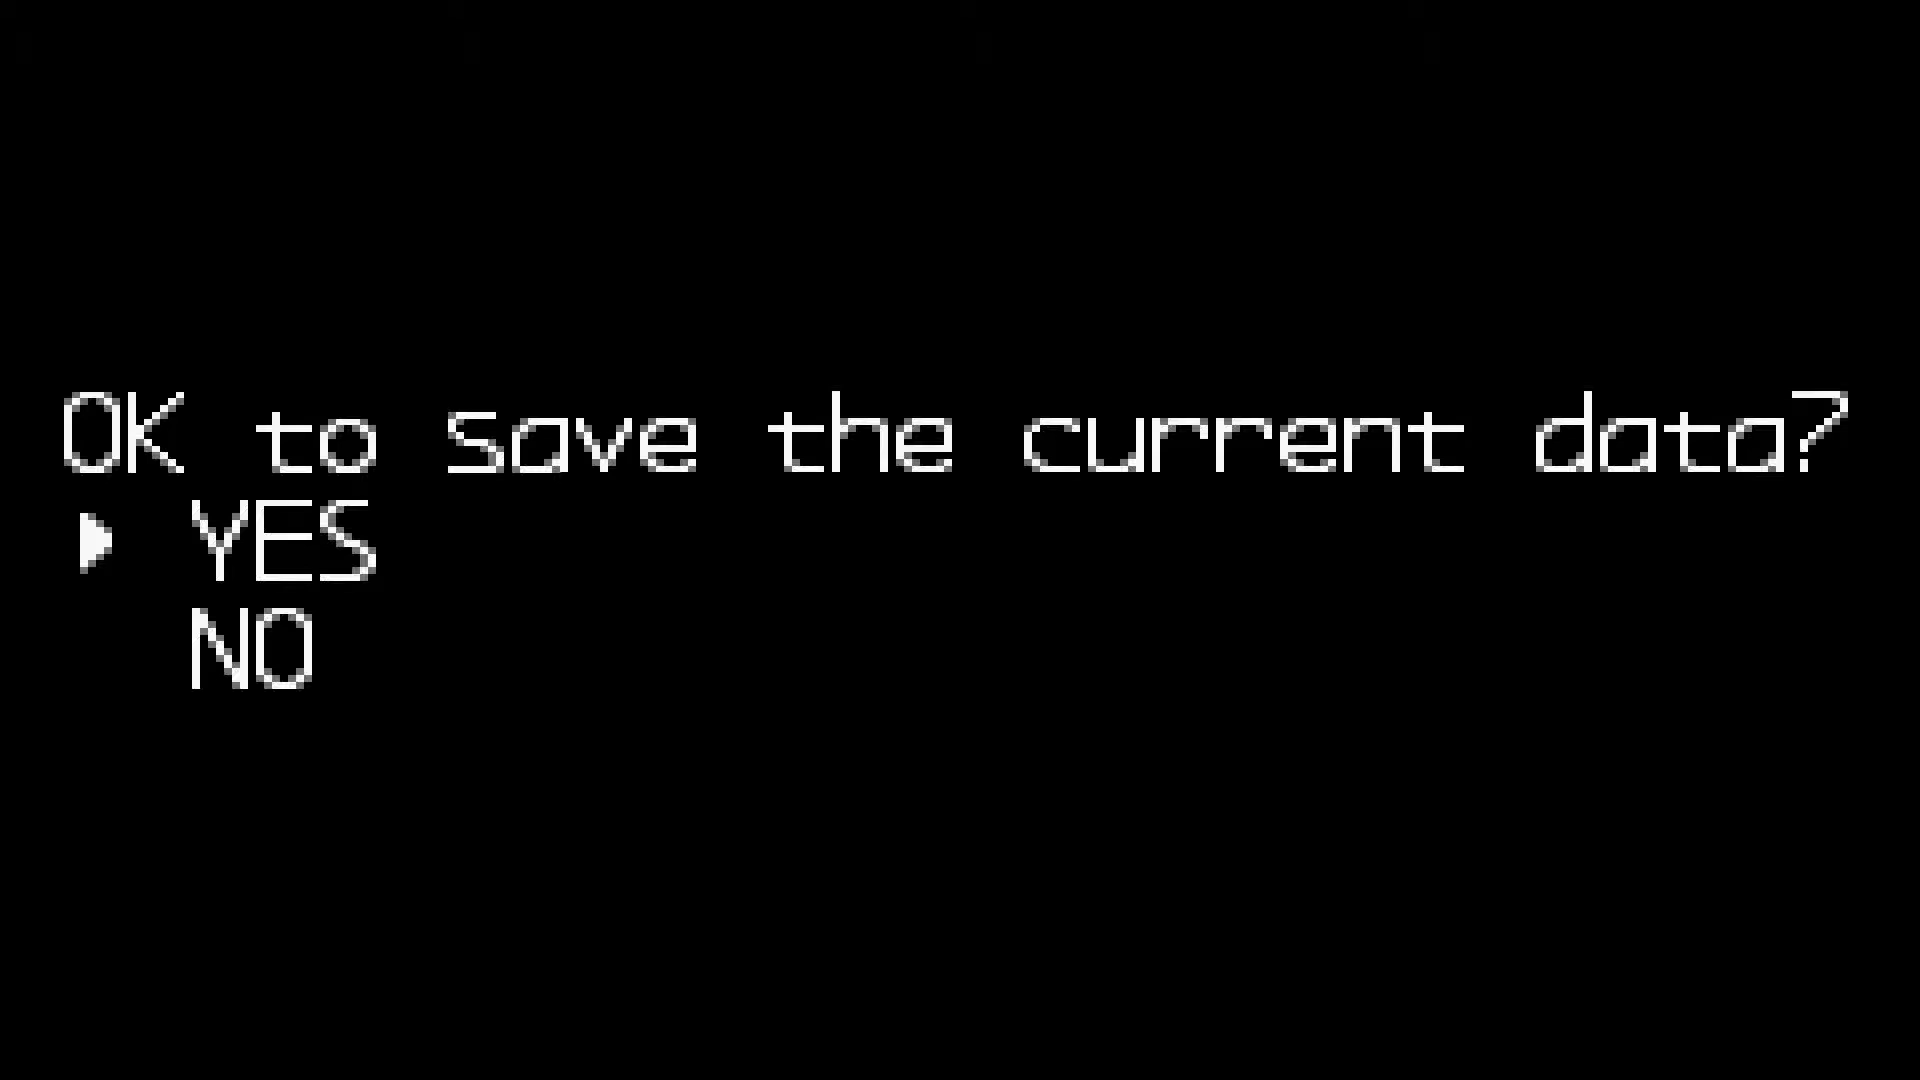 OK to save the current data?
YES
NO